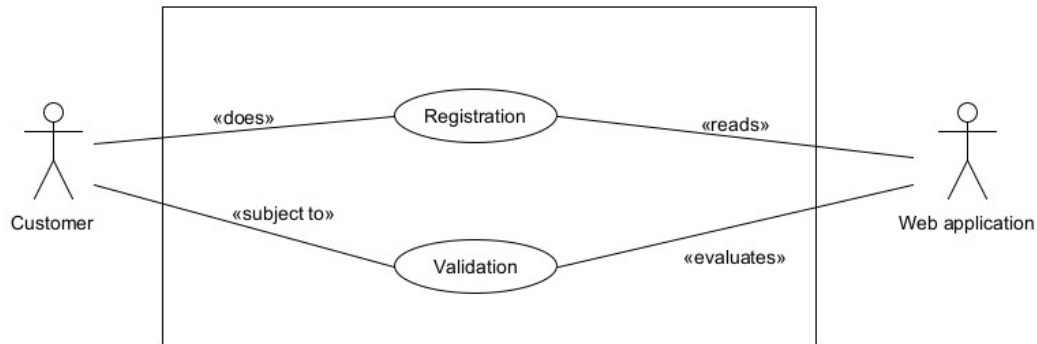 Registration
«does»
«reads»
Customer
«subject to»
Web application
Validation
«evaluates»